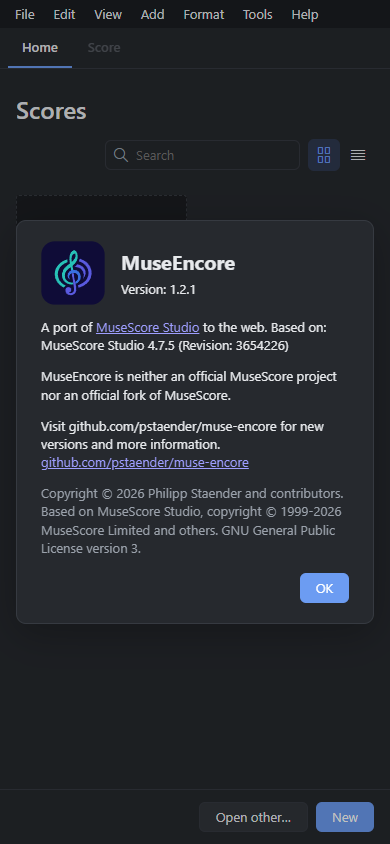 File Edit View Add Format Tools Help
Home Score
Scores
Search
MuseEncore
Version: 1.2.1
A port of MuseScore Studio to the web. Based on:
MuseScore Studio 4.7.5 (Revision: 3654226)
MuseEncore is neither an official MuseScore project
nor an official fork of MuseScore.
Visit github.com/pstaender/muse-encore for new
versions and more information.
github.com/pstaender/muse-encore
Copyright © 2026 Philipp Staender and contributors.
Based on MuseScore Studio, copyright © 1999-2026
MuseScore Limited and others. GNU General Public
License version 3.
OK
Open other... New